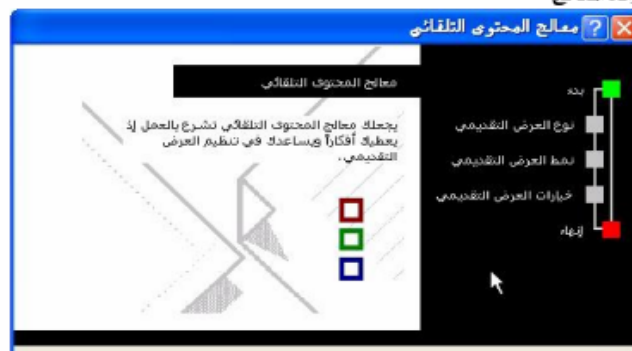 معالج المحتوى التلقائي
معالج المحتوى التلقائي
يجعلك معالج المحتوى التلقائي تشرع بالعمل إذ
يعطيك أفكاراً ويساعدك في تنظيم العرض
التقديمي.
بدء
نوع العرض التقديمي
نمط العرض التقديمي
خيارات العرض التقديمي
إنهاء